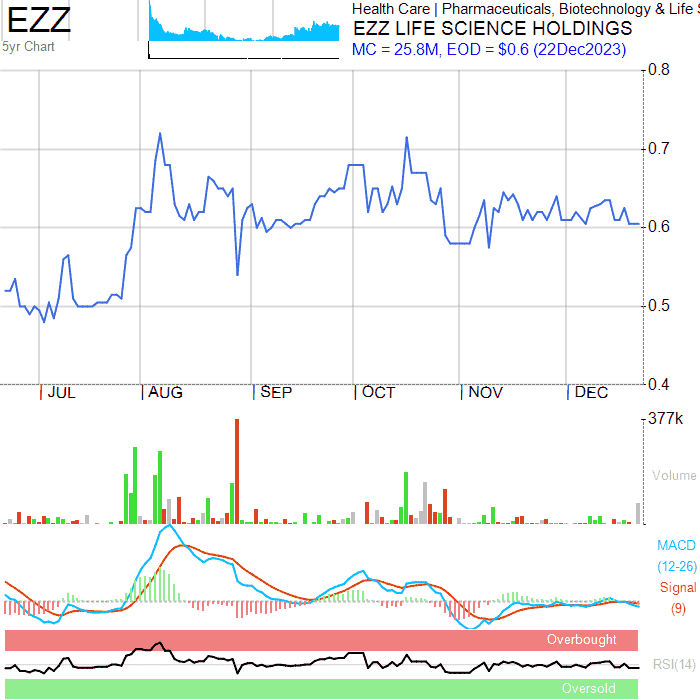 EZZ
5yr Chart
Health Care | Pharmaceuticals, Biotechnology & Life S
EZZ LIFE SCIENCE HOLDINGS
MC = 25.8M, EOD = $0.6 (22Dec2023)
0.8
0.7
0.6
0.5
0.4
JUL AUG SEP OCT NOV DEC
377k
Volume
MACD
(12-26)
Signal
(9)
Overbought
RSI(14)
Oversold